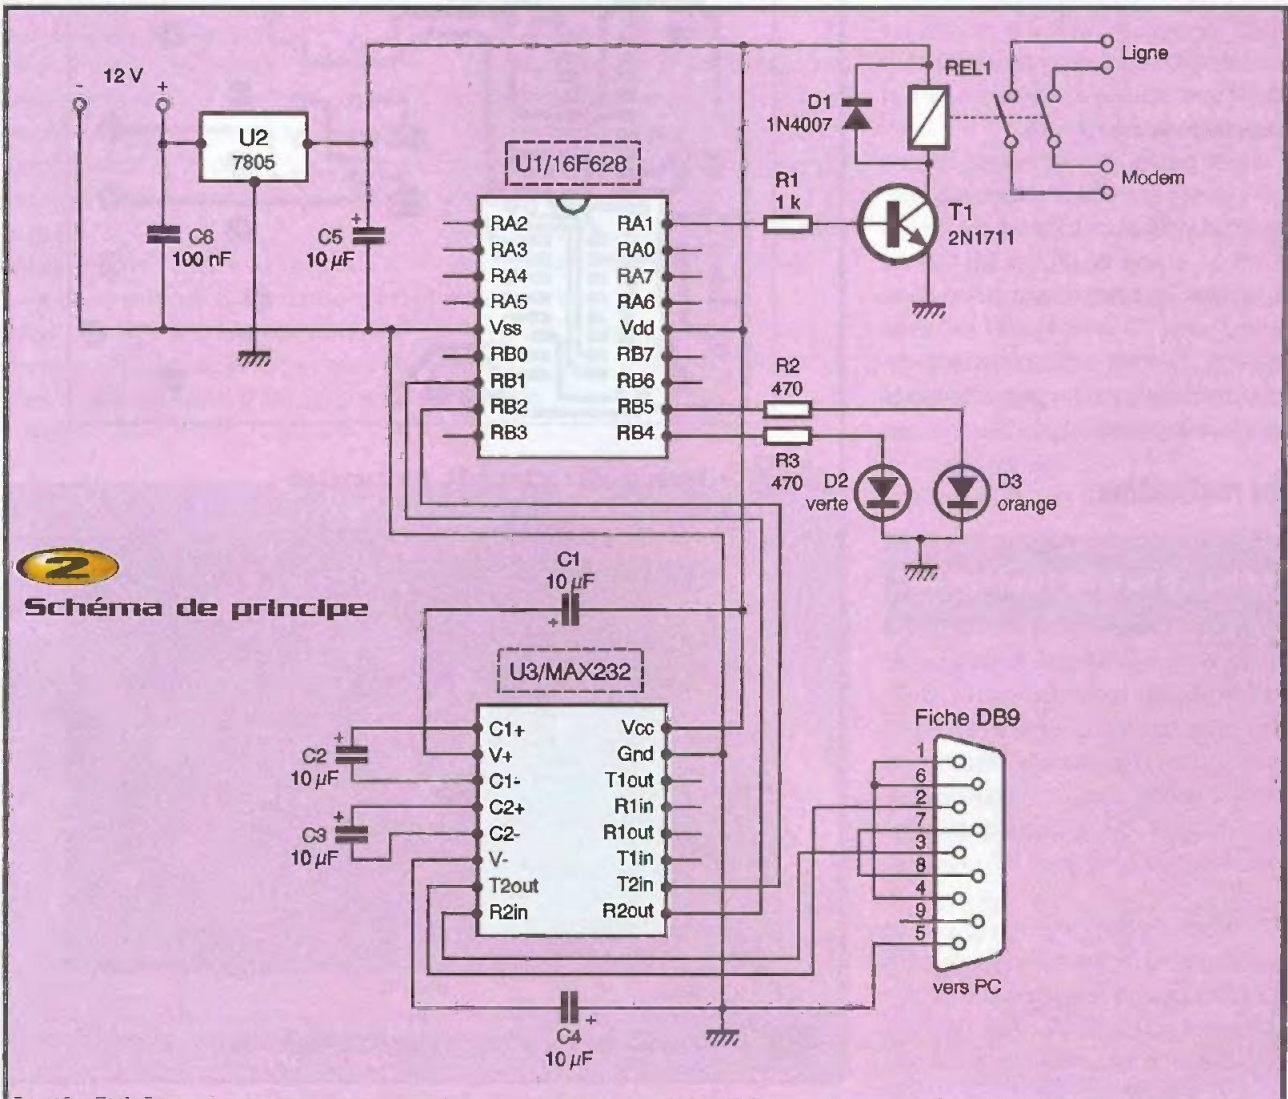 - 12 V +
U2
7805
C6
100 nF
+
C5
10 µF
U1/16F628
RA2
RA3
RA4
RA5
Vss
RB0
RB1
RB2
RB3
RA1
RA0
RA7
RA6
Vdd
RB7
RB6
RB5
RB4
D1
1N4007
REL1
Ligne
Modem
R1
1 k
T1
2N1711
R2
470
R3
470
D2
verte
D3
orange
2
Schéma de principe
C1
10 µF
+
U3/MAX232
C1+
V+
C1-
C2+
C2-
V-
T2out
R2in
Vcc
Gnd
T1out
R1in
R1out
T1in
T2in
R2out
+
C2
10 µF
+
C3
10 µF
+
C4
10 µF
Fiche DB9
1
6
2
7
3
8
4
9
5
vers PC